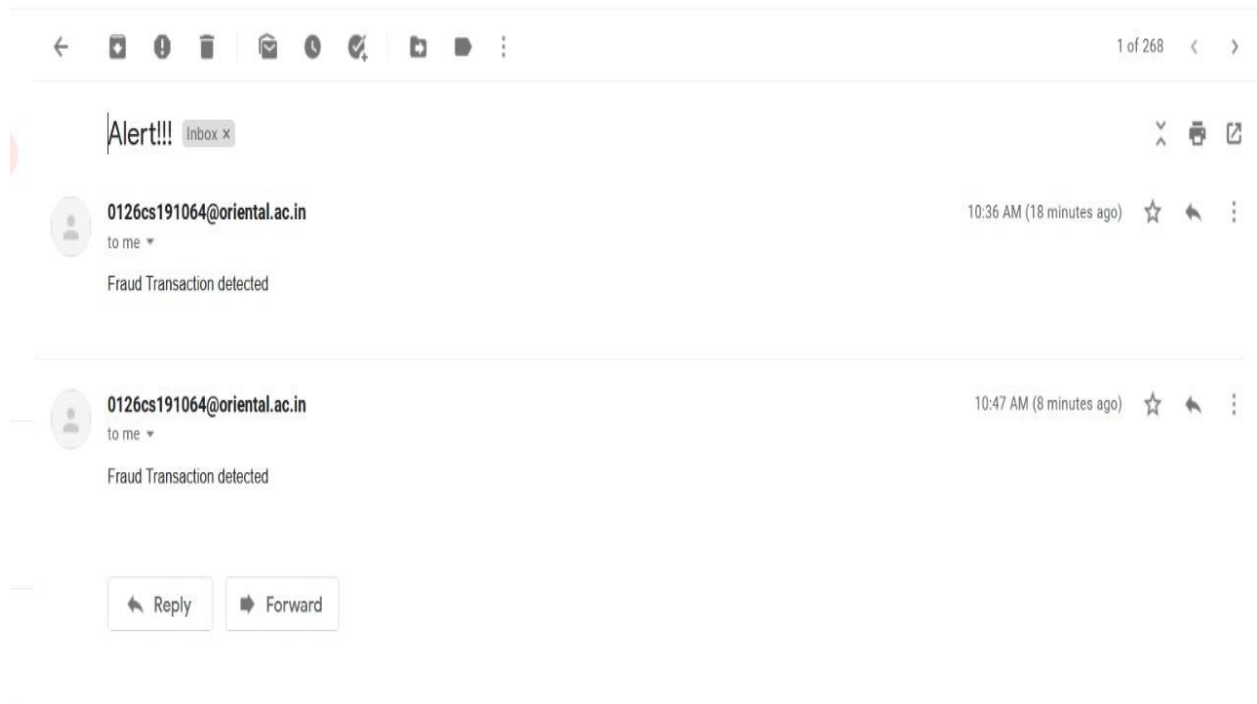 1 of 268
Alert!!! Inbox ×
0126cs191064@oriental.ac.in 10:36 AM (18 minutes ago)
to me
Fraud Transaction detected
0126cs191064@oriental.ac.in 10:47 AM (8 minutes ago)
to me
Fraud Transaction detected
Reply Forward